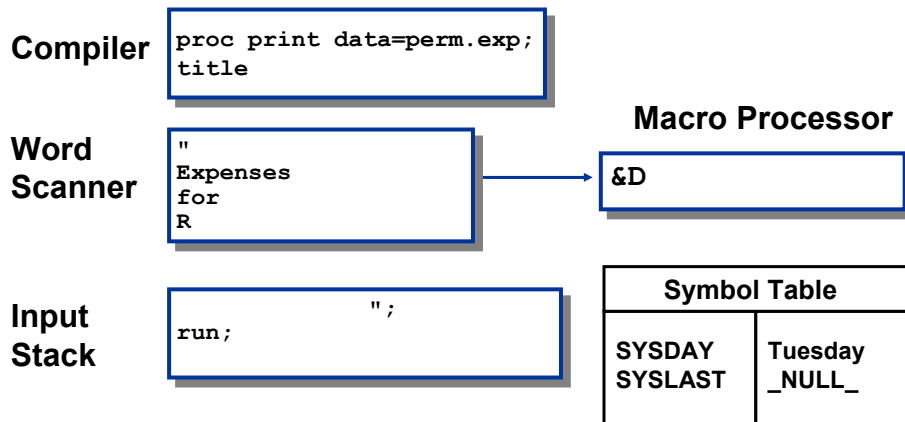 Compiler
proc print data=perm.exp;
title
Macro Processor
Word
Scanner
"
Expenses
for
R
&D
Input
Stack
";
run;
Symbol Table
SYSDAY Tuesday
SYSLAST _NULL_